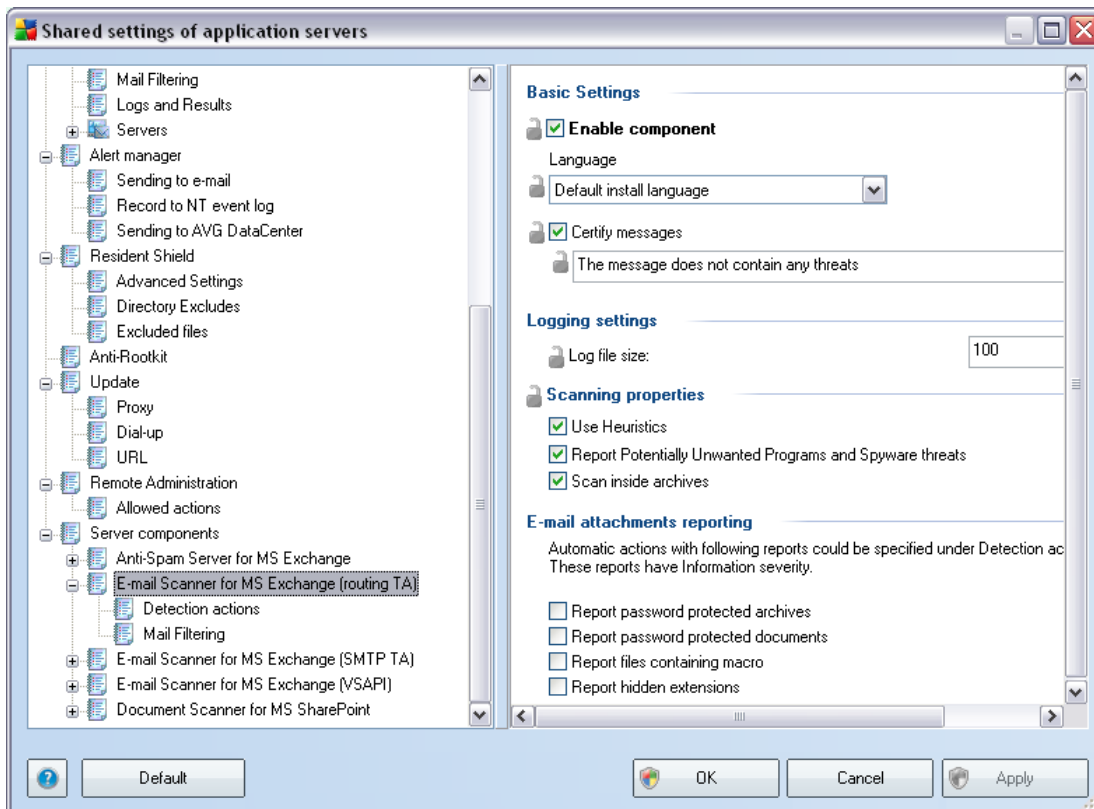 Shared settings of application servers
Mail Filtering
Logs and Results
Servers
Alert manager
Sending to e-mail
Record to NT event log
Sending to AVG DataCenter
Resident Shield
Advanced Settings
Directory Excludes
Excluded files
Anti-Rootkit
Update
Proxy
Dial-up
URL
Remote Administration
Allowed actions
Server components
Anti-Spam Server for MS Exchange
E-mail Scanner for MS Exchange (routing TA)
Detection actions
Mail Filtering
E-mail Scanner for MS Exchange (SMTP TA)
E-mail Scanner for MS Exchange (VSAPI)
Document Scanner for MS SharePoint
Basic Settings
Enable component
Language
Default install language
Certify messages
The message does not contain any threats
Logging settings
Log file size: 100
Scanning properties
Use Heuristics
Report Potentially Unwanted Programs and Spyware threats
Scan inside archives
E-mail attachments reporting
Automatic actions with following reports could be specified under Detection ac
These reports have Information severity.
Report password protected archives
Report password protected documents
Report files containing macro
Report hidden extensions
? Default OK Cancel Apply